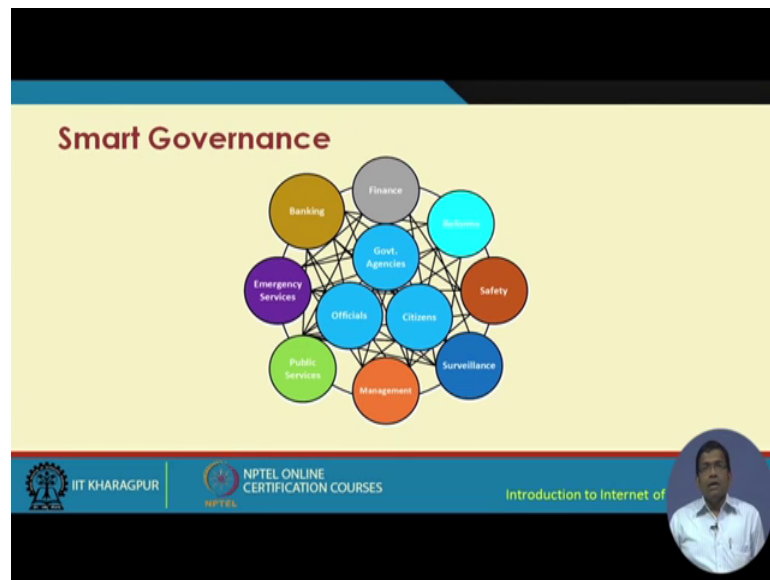 Smart Governance
Finance
Banking
Govt.
Agencies
Safety
Emergency
Services
Officials
Citizens
Public
Services
Surveillance
Management
IIT KHARAGPUR
NPTEL
NPTEL ONLINE
CERTIFICATION COURSES
Introduction to Internet of